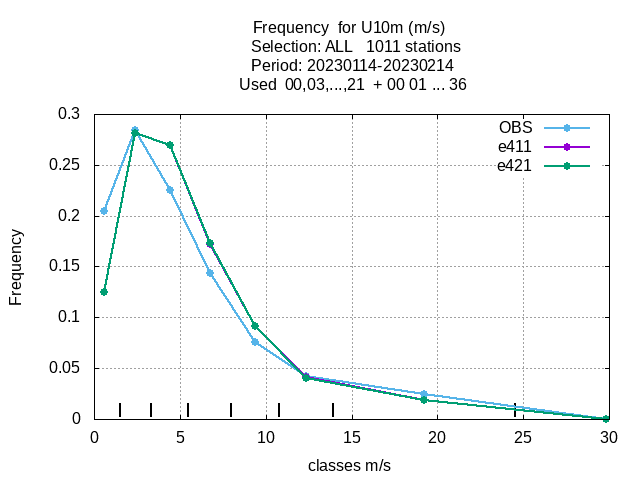 Frequency  for U10m (m/s)
Selection: ALL   1011 stations
Period: 20230114-20230214
Used  00,03,...,21  + 00 01 ... 36
0.3
0.25
0.2
0.15
0.1
0.05
0
Frequency
OBS
e411
e421
0 5 10 15 20 25 30
classes m/s